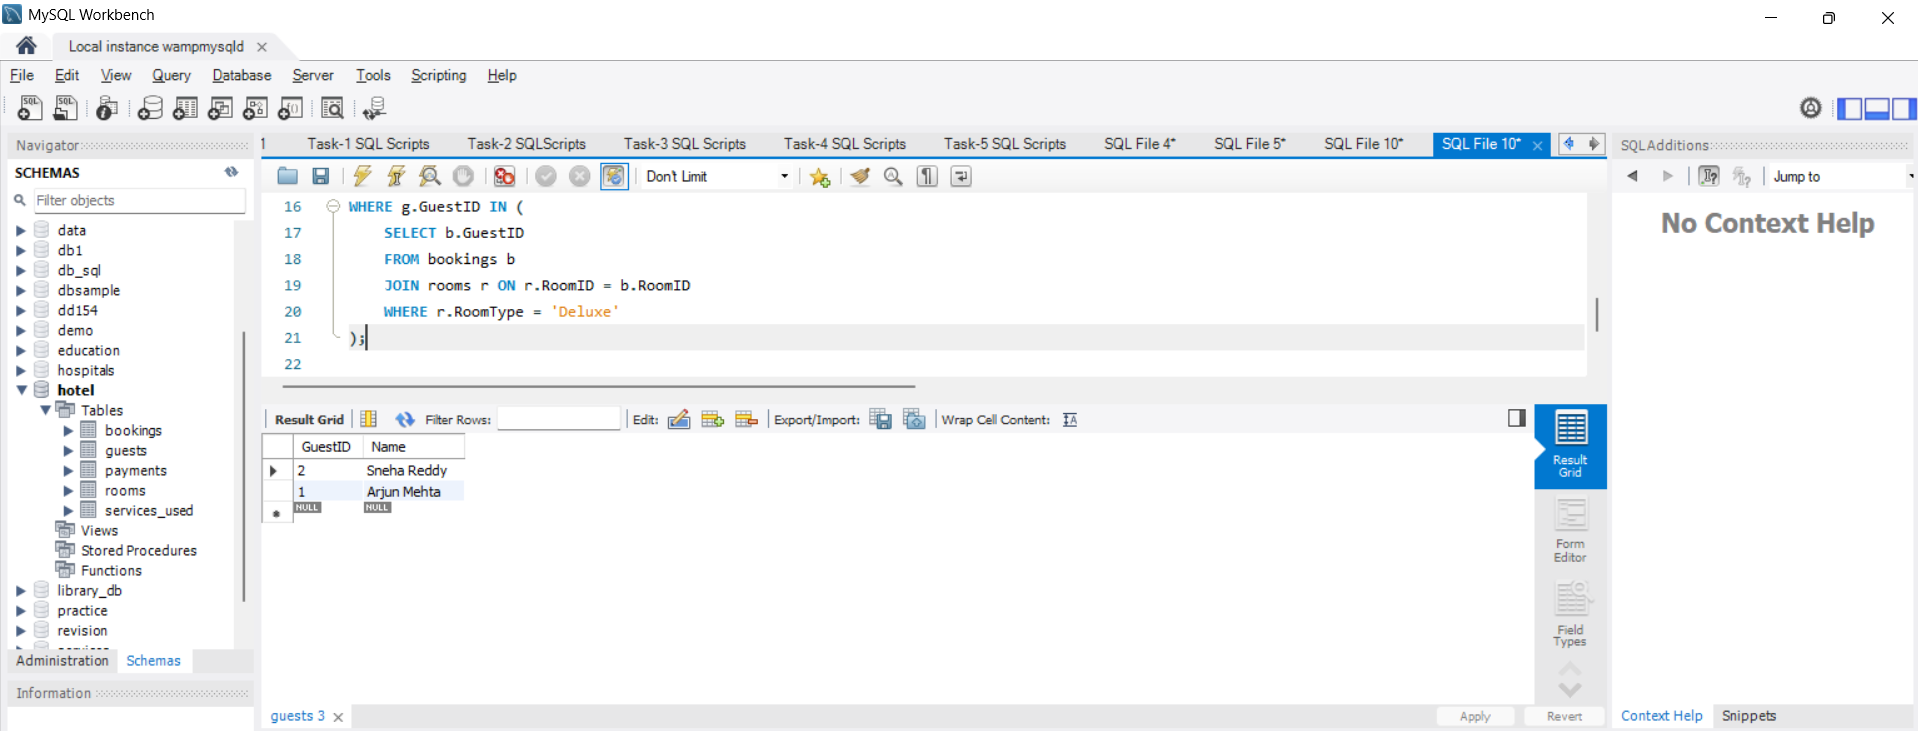 MySQL Workbench
Local instance wampmysqld
File Edit View Query Database Server Tools Scripting Help
Navigator
SCHEMAS
Filter objects
data
db1
db_sql
dbsample
dd154
demo
education
hospitals
hotel
Tables
bookings
guests
payments
rooms
services_used
Views
Stored Procedures
Functions
library_db
practice
revision
Administration Schemas
Information
1 Task-1 SQL Scripts Task-2 SQLScripts Task-3 SQL Scripts Task-4 SQL Scripts Task-5 SQL Scripts SQL File 4* SQL File 5* SQL File 10* SQL File 10*
Don't Limit
16 WHERE g.GuestID IN (
17 SELECT b.GuestID
18 FROM bookings b
19 JOIN rooms r ON r.RoomID = b.RoomID
20 WHERE r.RoomType = 'Deluxe'
21 );
22
Result Grid Filter Rows: Edit: Export/Import: Wrap Cell Content:
GuestID Name
2 Sneha Reddy
1 Arjun Mehta
NULL NULL
Result
Grid
Form
Editor
Field
Types
guests 3
Apply Revert
SQLAdditions
Jump to
No Context Help
Context Help Snippets